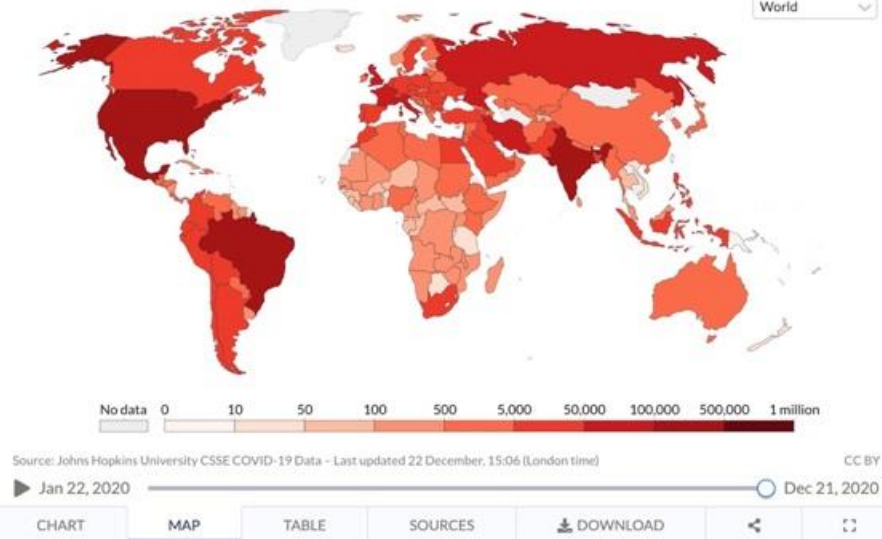 World
No data 0 10 50 100 500 5,000 50,000 100,000 500,000 1 million
Source: Johns Hopkins University CSSE COVID-19 Data – Last updated 22 December, 15:06 (London time) CC BY
Jan 22, 2020 Dec 21, 2020
CHART MAP TABLE SOURCES DOWNLOAD